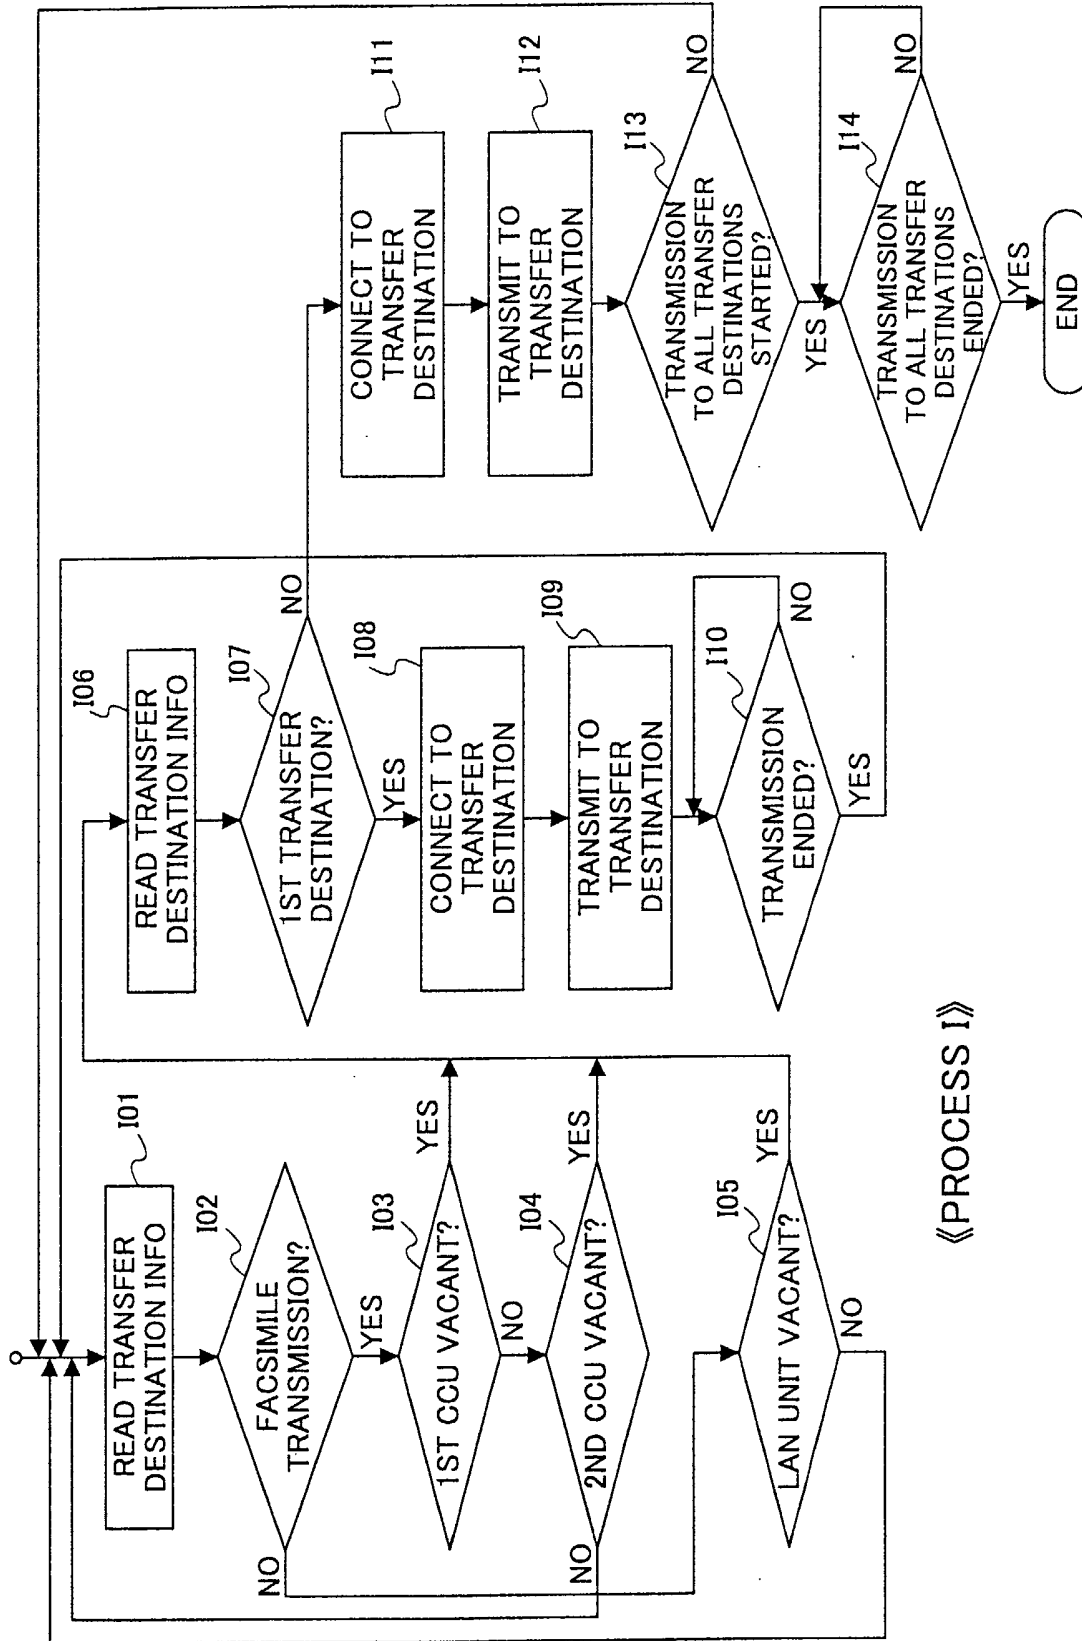 READ TRANSFER
DESTINATION INFO
I01
FACSIMILE
TRANSMISSION?
I02
YES
NO
1ST CCU VACANT?
I03
YES
NO
2ND CCU VACANT?
I04
YES
NO
LAN UNIT VACANT?
I05
YES
NO
READ TRANSFER
DESTINATION INFO
I06
1ST TRANSFER
DESTINATION?
I07
NO
YES
CONNECT TO
TRANSFER
DESTINATION
I08
TRANSMIT TO
TRANSFER
DESTINATION
I09
TRANSMISSION
ENDED?
I10
NO
YES
CONNECT TO
TRANSFER
DESTINATION
I11
TRANSMIT TO
TRANSFER
DESTINATION
I12
TRANSMISSION
TO ALL TRANSFER
DESTINATIONS
STARTED?
I13
NO
YES
TRANSMISSION
TO ALL TRANSFER
DESTINATIONS
ENDED?
I14
NO
YES
END
《PROCESS I》